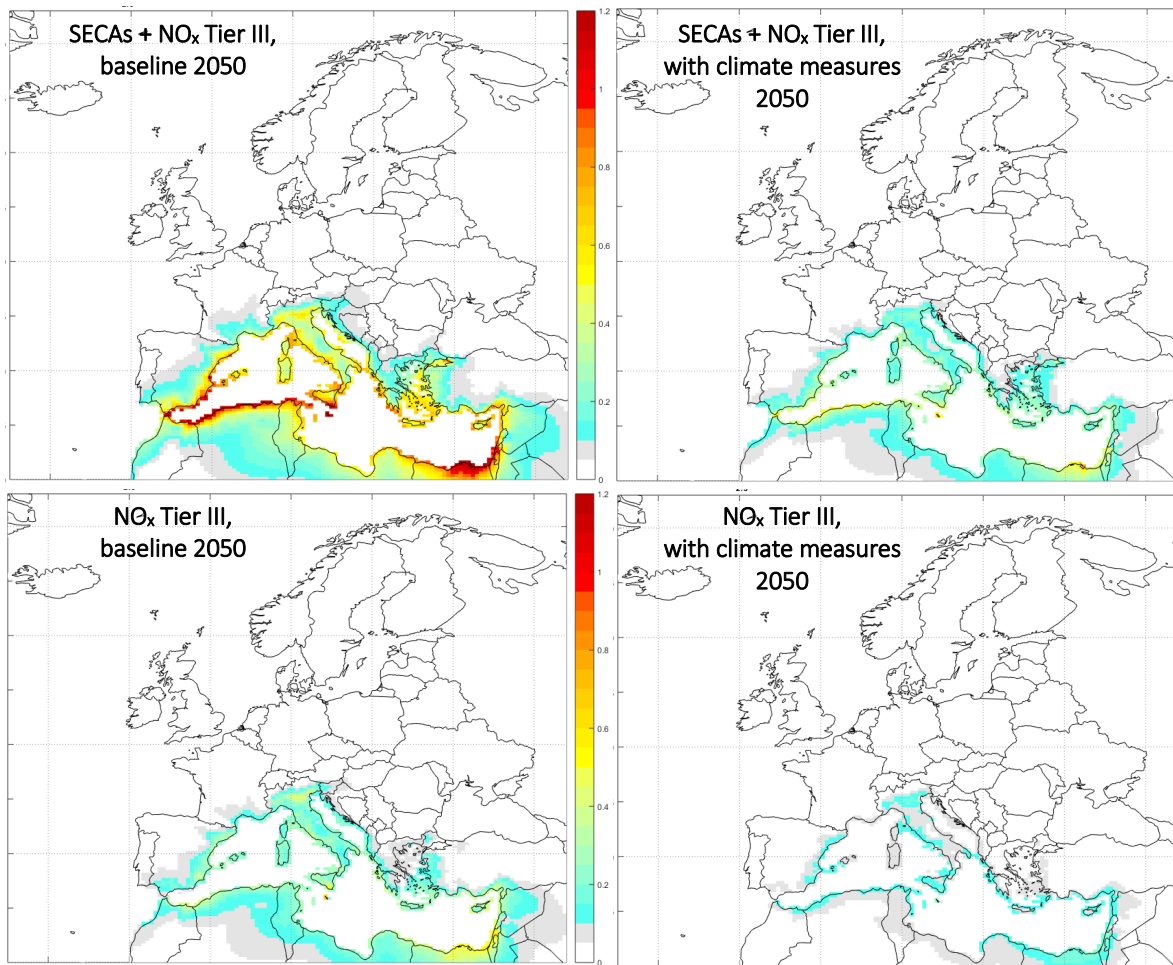 SECAs + NOx Tier III,
baseline 2050
1.2
1
0.8
0.6
0.4
0.2
0
SECAs + NOx Tier III,
with climate measures
2050
NOx Tier III,
baseline 2050
1.2
1
0.8
0.6
0.4
0.2
0
NOx Tier III,
with climate measures
2050